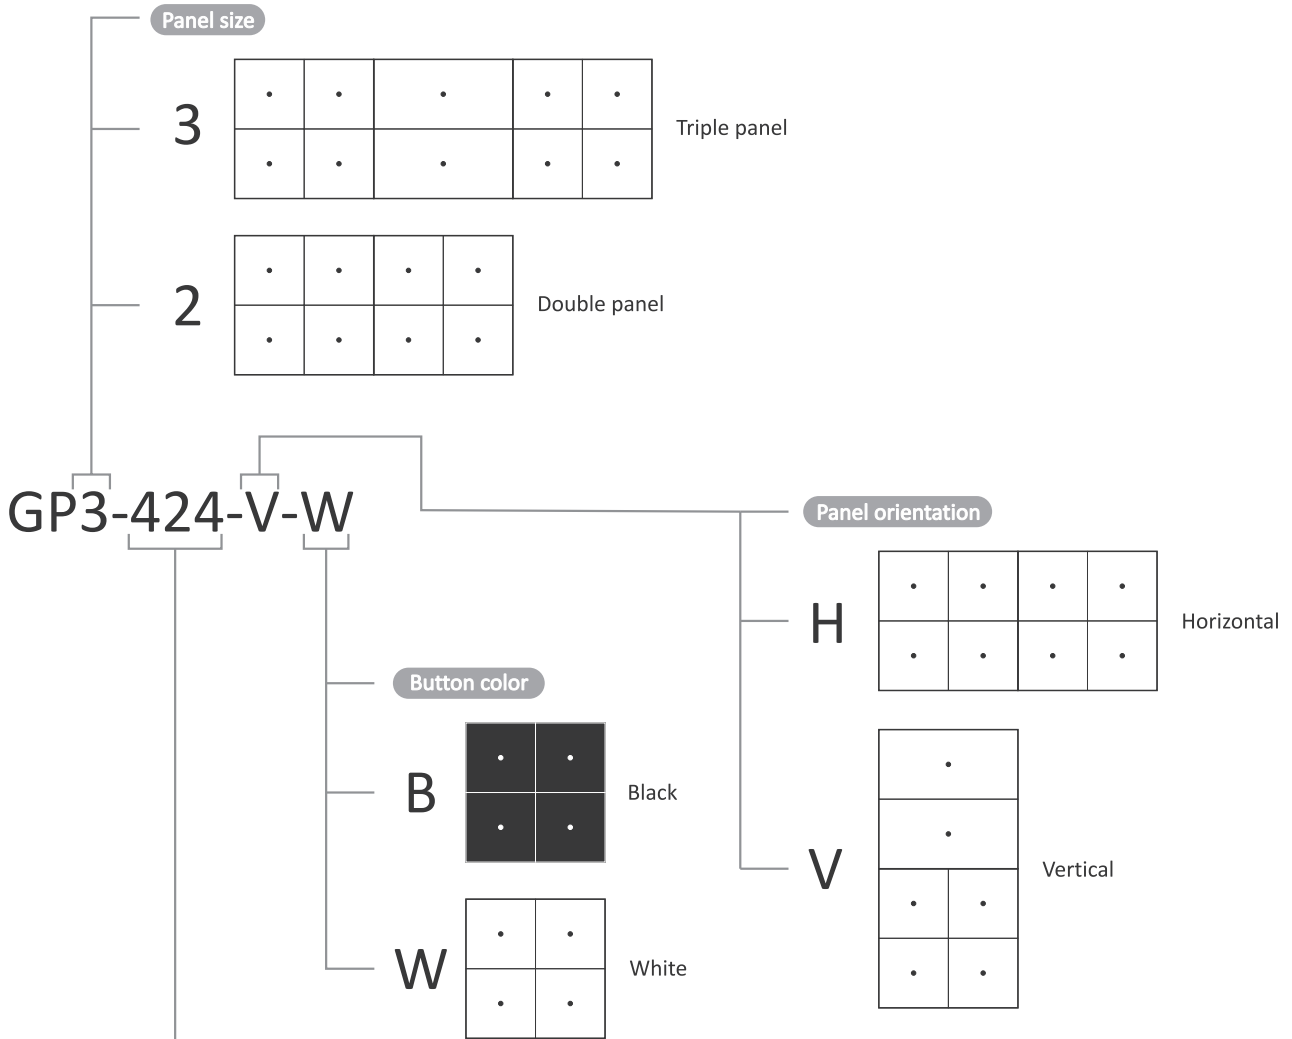 Panel size
3
Triple panel
2
Double panel
GP3-424-V-W
Panel orientation
H
Horizontal
Button color
B
Black
V
Vertical
W
White